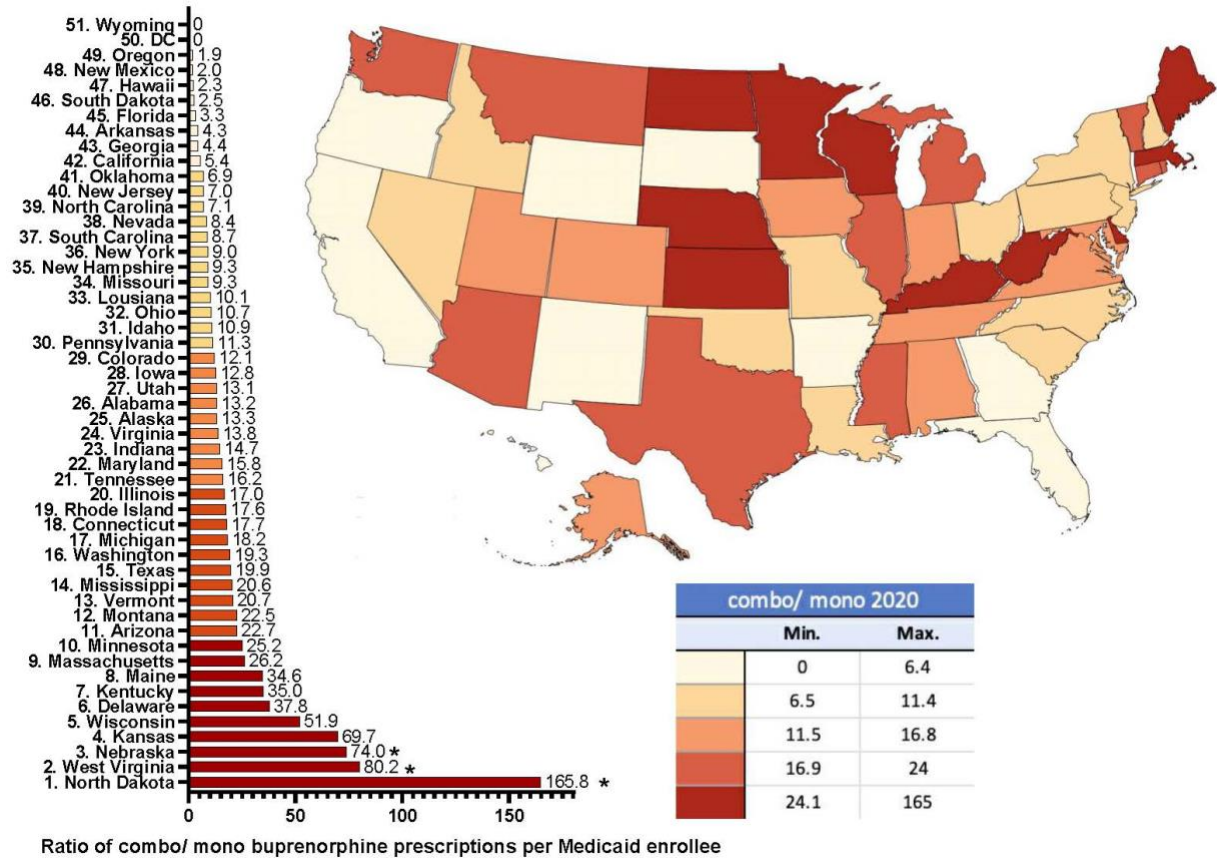 51. Wyoming 0
50. DC 0
49. Oregon 1.9
48. New Mexico 2.0
47. Hawaii 2.3
46. South Dakota 2.5
45. Florida 3.3
44. Arkansas 4.3
43. Georgia 4.4
42. California 5.4
41. Oklahoma 6.9
40. New Jersey 7.0
39. North Carolina 7.1
38. Nevada 8.4
37. South Carolina 8.7
36. New York 9.0
35. New Hampshire 9.3
34. Missouri 9.3
33. Lousiana 10.1
32. Ohio 10.7
31. Idaho 10.9
30. Pennsylvania 11.3
29. Colorado 12.1
28. Iowa 12.8
27. Utah 13.1
26. Alabama 13.2
25. Alaska 13.3
24. Virginia 13.8
23. Indiana 14.7
22. Maryland 15.8
21. Tennessee 16.2
20. Illinois 17.0
19. Rhode Island 17.6
18. Connecticut 17.7
17. Michigan 18.2
16. Washington 19.3
15. Texas 19.9
14. Mississippi 20.6
13. Vermont 20.7
12. Montana 22.5
11. Arizona 22.7
10. Minnesota 25.2
9. Massachusetts 26.2
8. Maine 34.6
7. Kentucky 35.0
6. Delaware 37.8
5. Wisconsin 51.9
4. Kansas 69.7
3. Nebraska 74.0 *
2. West Virginia 80.2 *
1. North Dakota 165.8 *
0 50 100 150
Ratio of combo/ mono buprenorphine prescriptions per Medicaid enrollee
combo/ mono 2020
Min. Max.
0 6.4
6.5 11.4
11.5 16.8
16.9 24
24.1 165